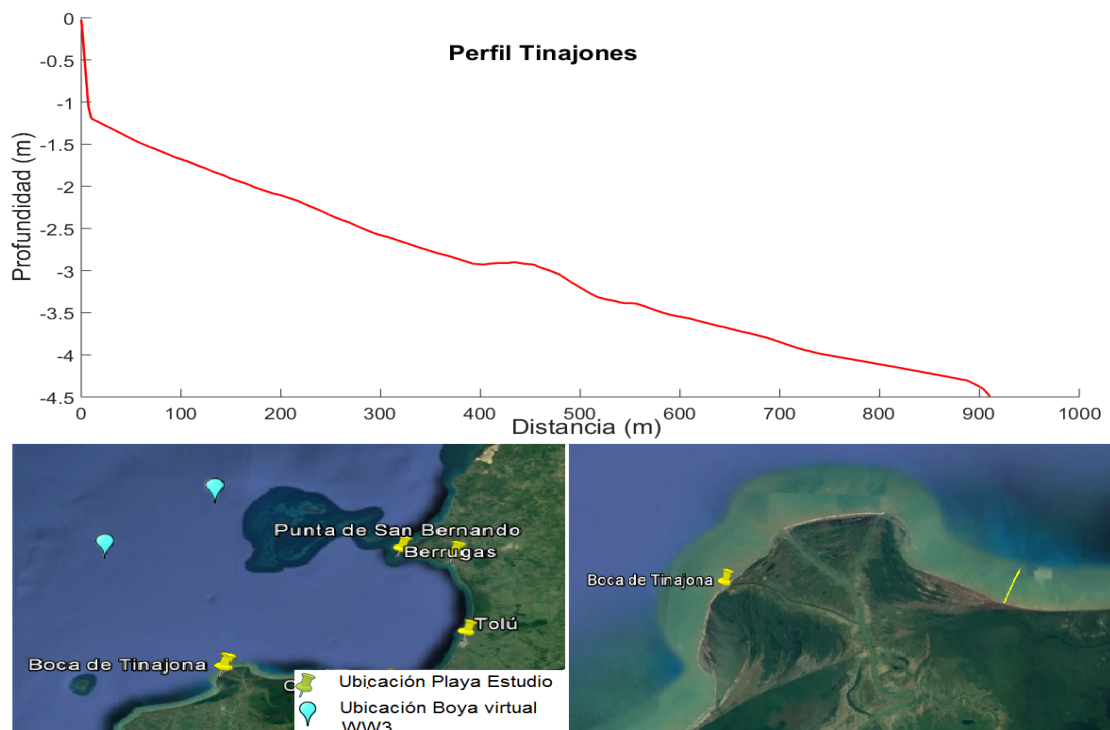 Perfil Tinajones
Profundidad (m)
0
-0.5
-1
-1.5
-2
-2.5
-3
-3.5
-4
-4.5
0 100 200 300 400 500 600 700 800 900 1000
Distancia (m)
Punta de San Bernando
Berrugas
Tolú
Boca de Tinajona
C
Ubicación Playa Estudio
Ubicación Boya virtual
WW3
Boca de Tinajona